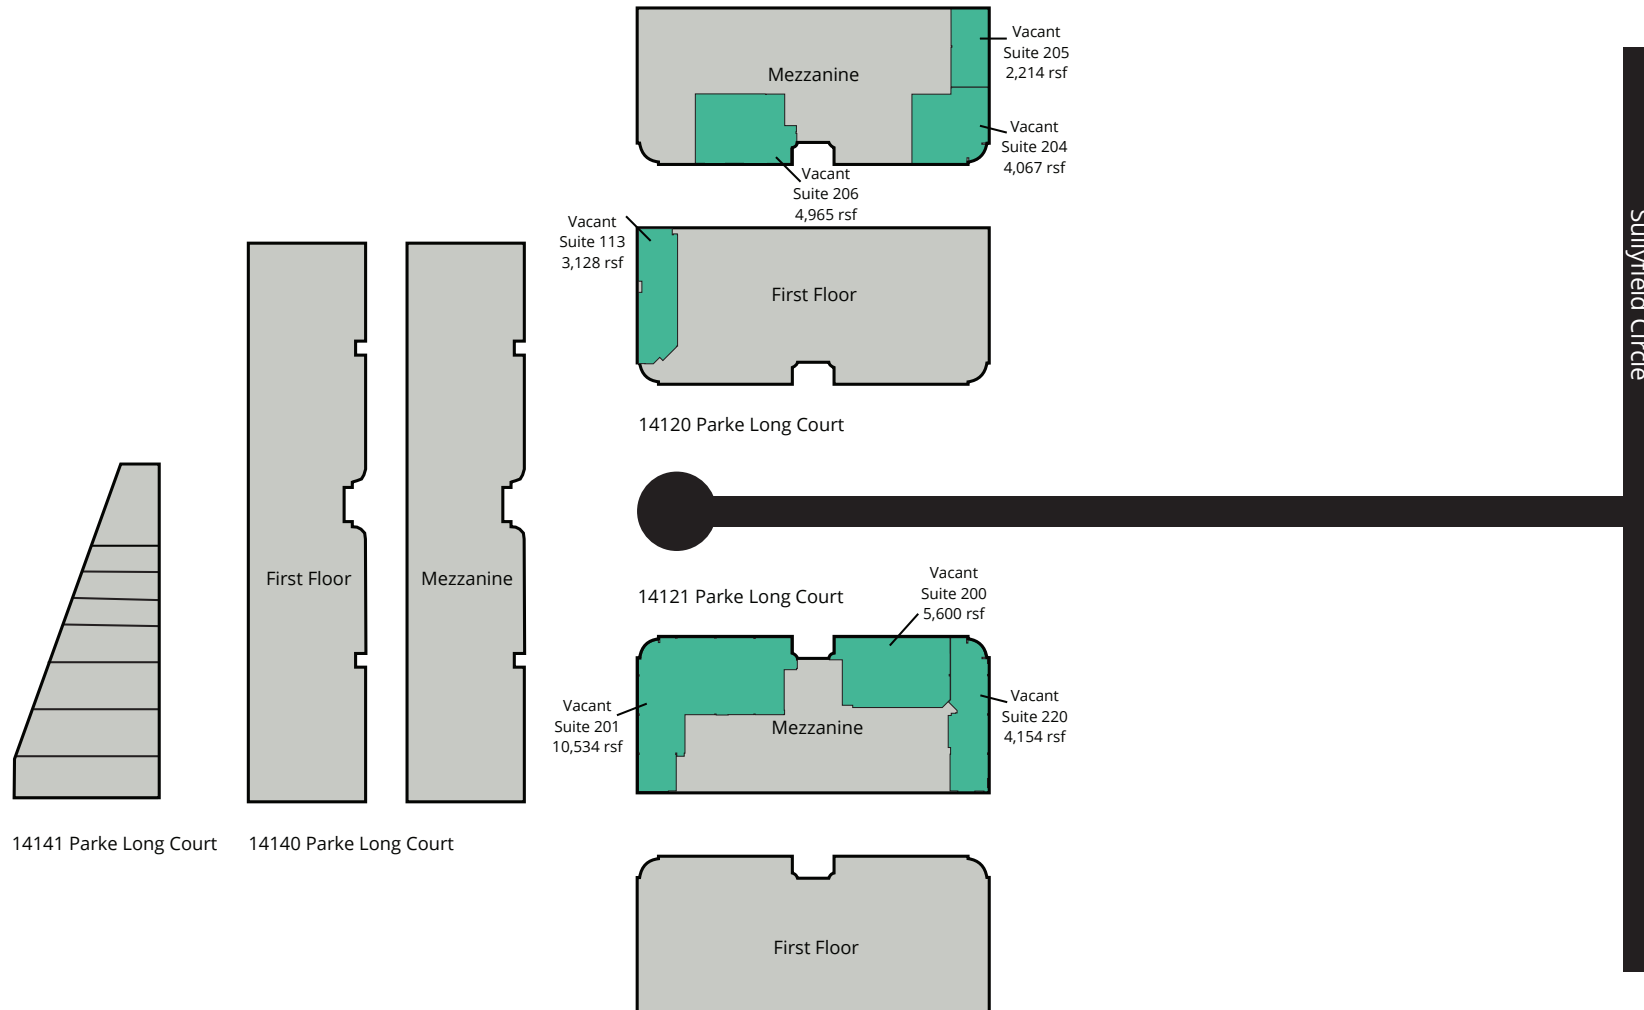 Vacant
Suite 205
2,214 rsf
Mezzanine
Vacant
Suite 204
4,067 rsf
Vacant
Suite 206
4,965 rsf
Vacant
Suite 113
3,128 rsf
First Floor
14120 Parke Long Court
Sullyfield Circle
First Floor
Mezzanine
14141 Parke Long Court
14140 Parke Long Court
14121 Parke Long Court
Vacant
Suite 200
5,600 rsf
Vacant
Suite 201
10,534 rsf
Mezzanine
Vacant
Suite 220
4,154 rsf
First Floor